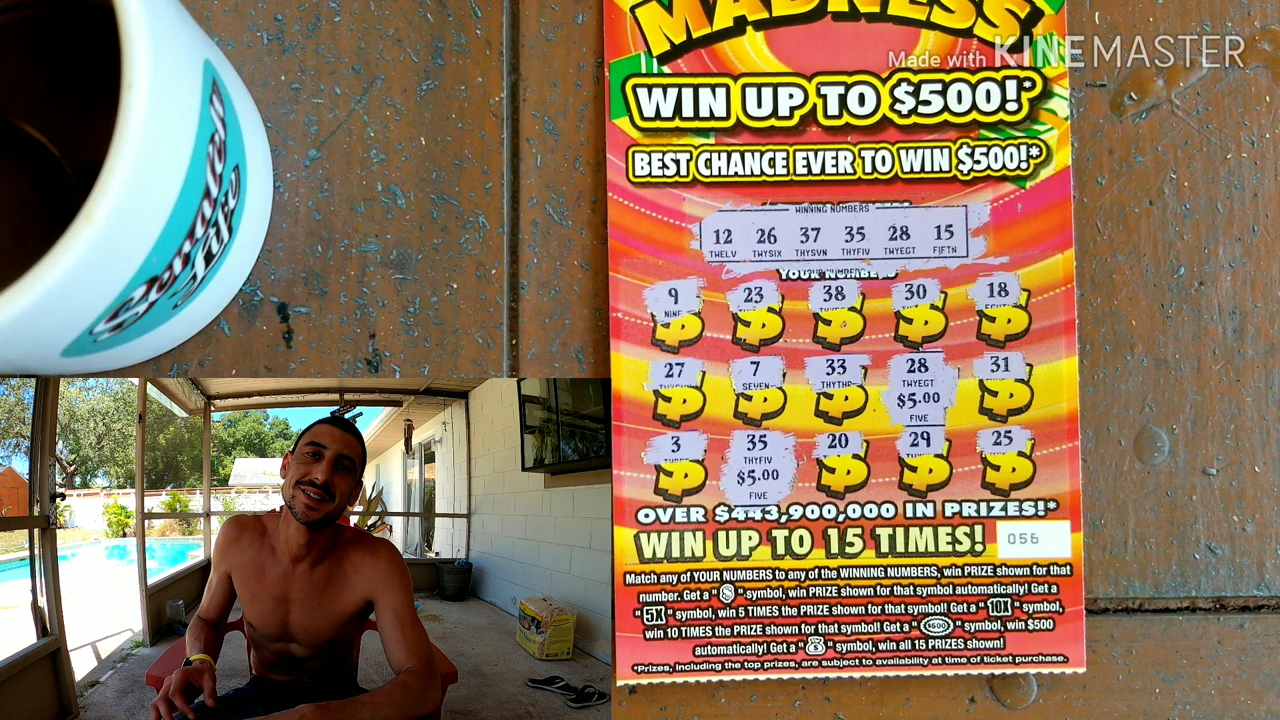 MADNESS
Made with KINEMASTER
WIN UP TO $500!*
BEST CHANCE EVER TO WIN $500!*
WINNING NUMBERS
12 26 37 35 28 15
THELV THYSIX THYSVN THYFIV THYEGT FIFTN
YOUR NUMBERS
9 23 38 30 18
NINE
27 7 33 28 31
SEVEN THYTHR THYEGT
$5.00
FIVE
3 35 20 29 25
THYFIV
$5.00
FIVE
OVER $443,900,000 IN PRIZES!*
WIN UP TO 15 TIMES! 056
Match any of YOUR NUMBERS to any of the WINNING NUMBERS, win PRIZE shown for that
number. Get a "$" symbol, win PRIZE shown for that symbol automatically! Get a
"5X" symbol, win 5 TIMES the PRIZE shown for that symbol! Get a "10X" symbol,
win 10 TIMES the PRIZE shown for that symbol! Get a "$500" symbol, win $500
automatically! Get a "$" symbol, win all 15 PRIZES shown!
*Prizes, including the top prizes, are subject to availability at time of ticket purchase.
Life